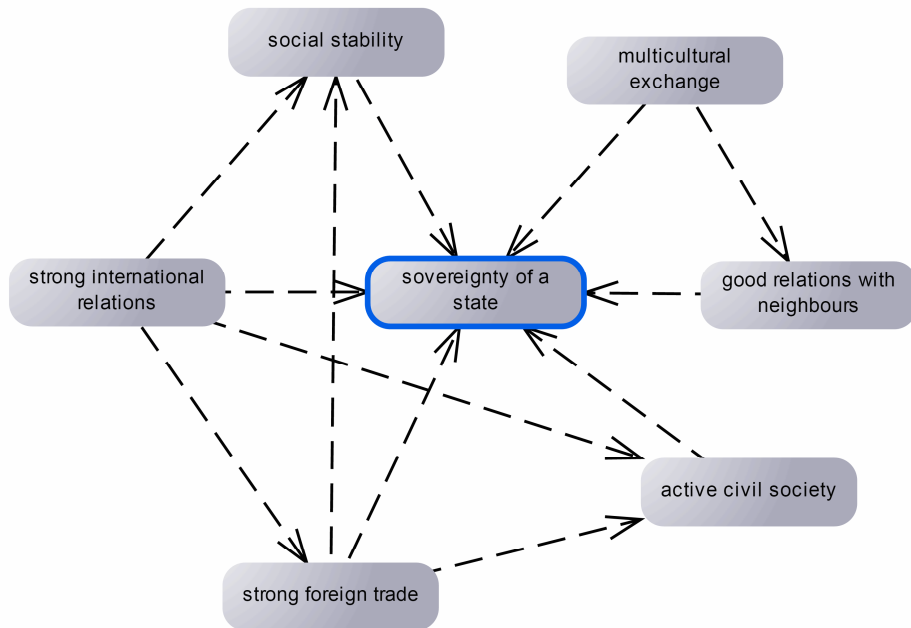 social stability
multicultural
exchange
strong international
relations
sovereignty of a
state
good relations with
neighbours
active civil society
strong foreign trade